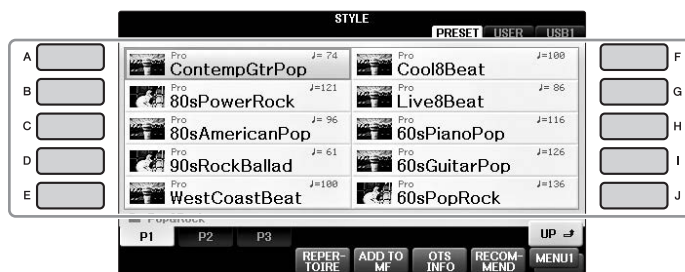 STYLE
PRESET USER USB1
A
Pro ♩= 74
ContempGtrPop
Pro ♩=100
Cool8Beat
F
B
Pro ♩=121
80sPowerRock
Pro ♩= 86
Live8Beat
G
C
Pro ♩= 96
80sAmericanPop
Pro ♩=116
60sPianoPop
H
D
Pro ♩= 61
90sRockBallad
Pro ♩=126
60sGuitarPop
I
E
Pro ♩=100
WestCoastBeat
Pro ♩=136
60sPopRock
J
PopRock
P1 P2 P3 UP
REPER-
TOIRE
ADD TO
MF
OTS
INFO
RECOM-
MEND
MENU1